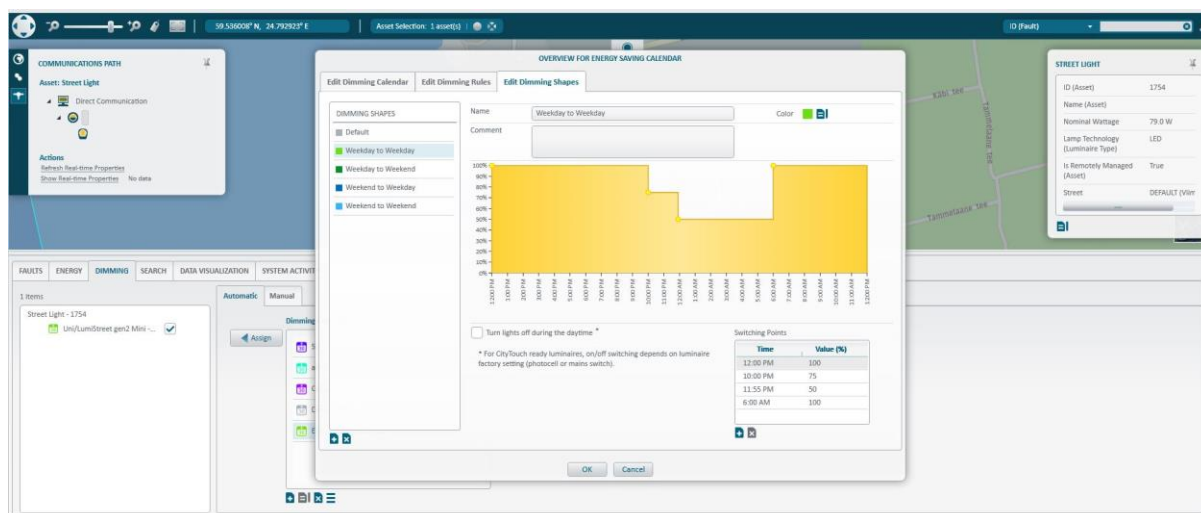 59.536008° N, 24.792923° E
Asset Selection: 1 asset(s)
ID (Fault)
COMMUNICATIONS PATH
Asset: Street Light
Direct Communication
Actions
Refresh Real-time Properties
Show Real-time Properties No data
OVERVIEW FOR ENERGY SAVING CALENDAR
Edit Dimming Calendar Edit Dimming Rules Edit Dimming Shapes
DIMMING SHAPES
Default
Weekday to Weekday
Weekday to Weekend
Weekend to Weekday
Weekend to Weekend
Name Weekday to Weekday Color
Comment
100%
90%
80%
70%
60%
50%
40%
30%
20%
10%
0%
12:00 PM 1:00 PM 2:00 PM 3:00 PM 4:00 PM 5:00 PM 6:00 PM 7:00 PM 8:00 PM 9:00 PM 10:00 PM 11:00 PM 12:00 AM 1:00 AM 2:00 AM 3:00 AM 4:00 AM 5:00 AM 6:00 AM 7:00 AM 8:00 AM 9:00 AM 10:00 AM 11:00 AM 12:00 PM
Turn lights off during the daytime *
* For CityTouch ready luminaires, on/off switching depends on luminaire
factory setting (photocell or mains switch).
Switching Points
Time Value (%)
12:00 PM 100
10:00 PM 75
11:55 PM 50
6:00 AM 100
OK Cancel
Tammelaane tee
STREET LIGHT
ID (Asset) 1754
Name (Asset)
Nominal Wattage 79.0 W
Lamp Technology LED
(Luminaire Type)
Is Remotely Managed True
(Asset)
Street DEFAULT (Viim
FAULTS ENERGY DIMMING SEARCH DATA VISUALIZATION SYSTEM ACTIVIT
1 items
Street Light - 1754
Uni/LumiStreet gen2 Mini -...
Automatic Manual
Dimming
Assign